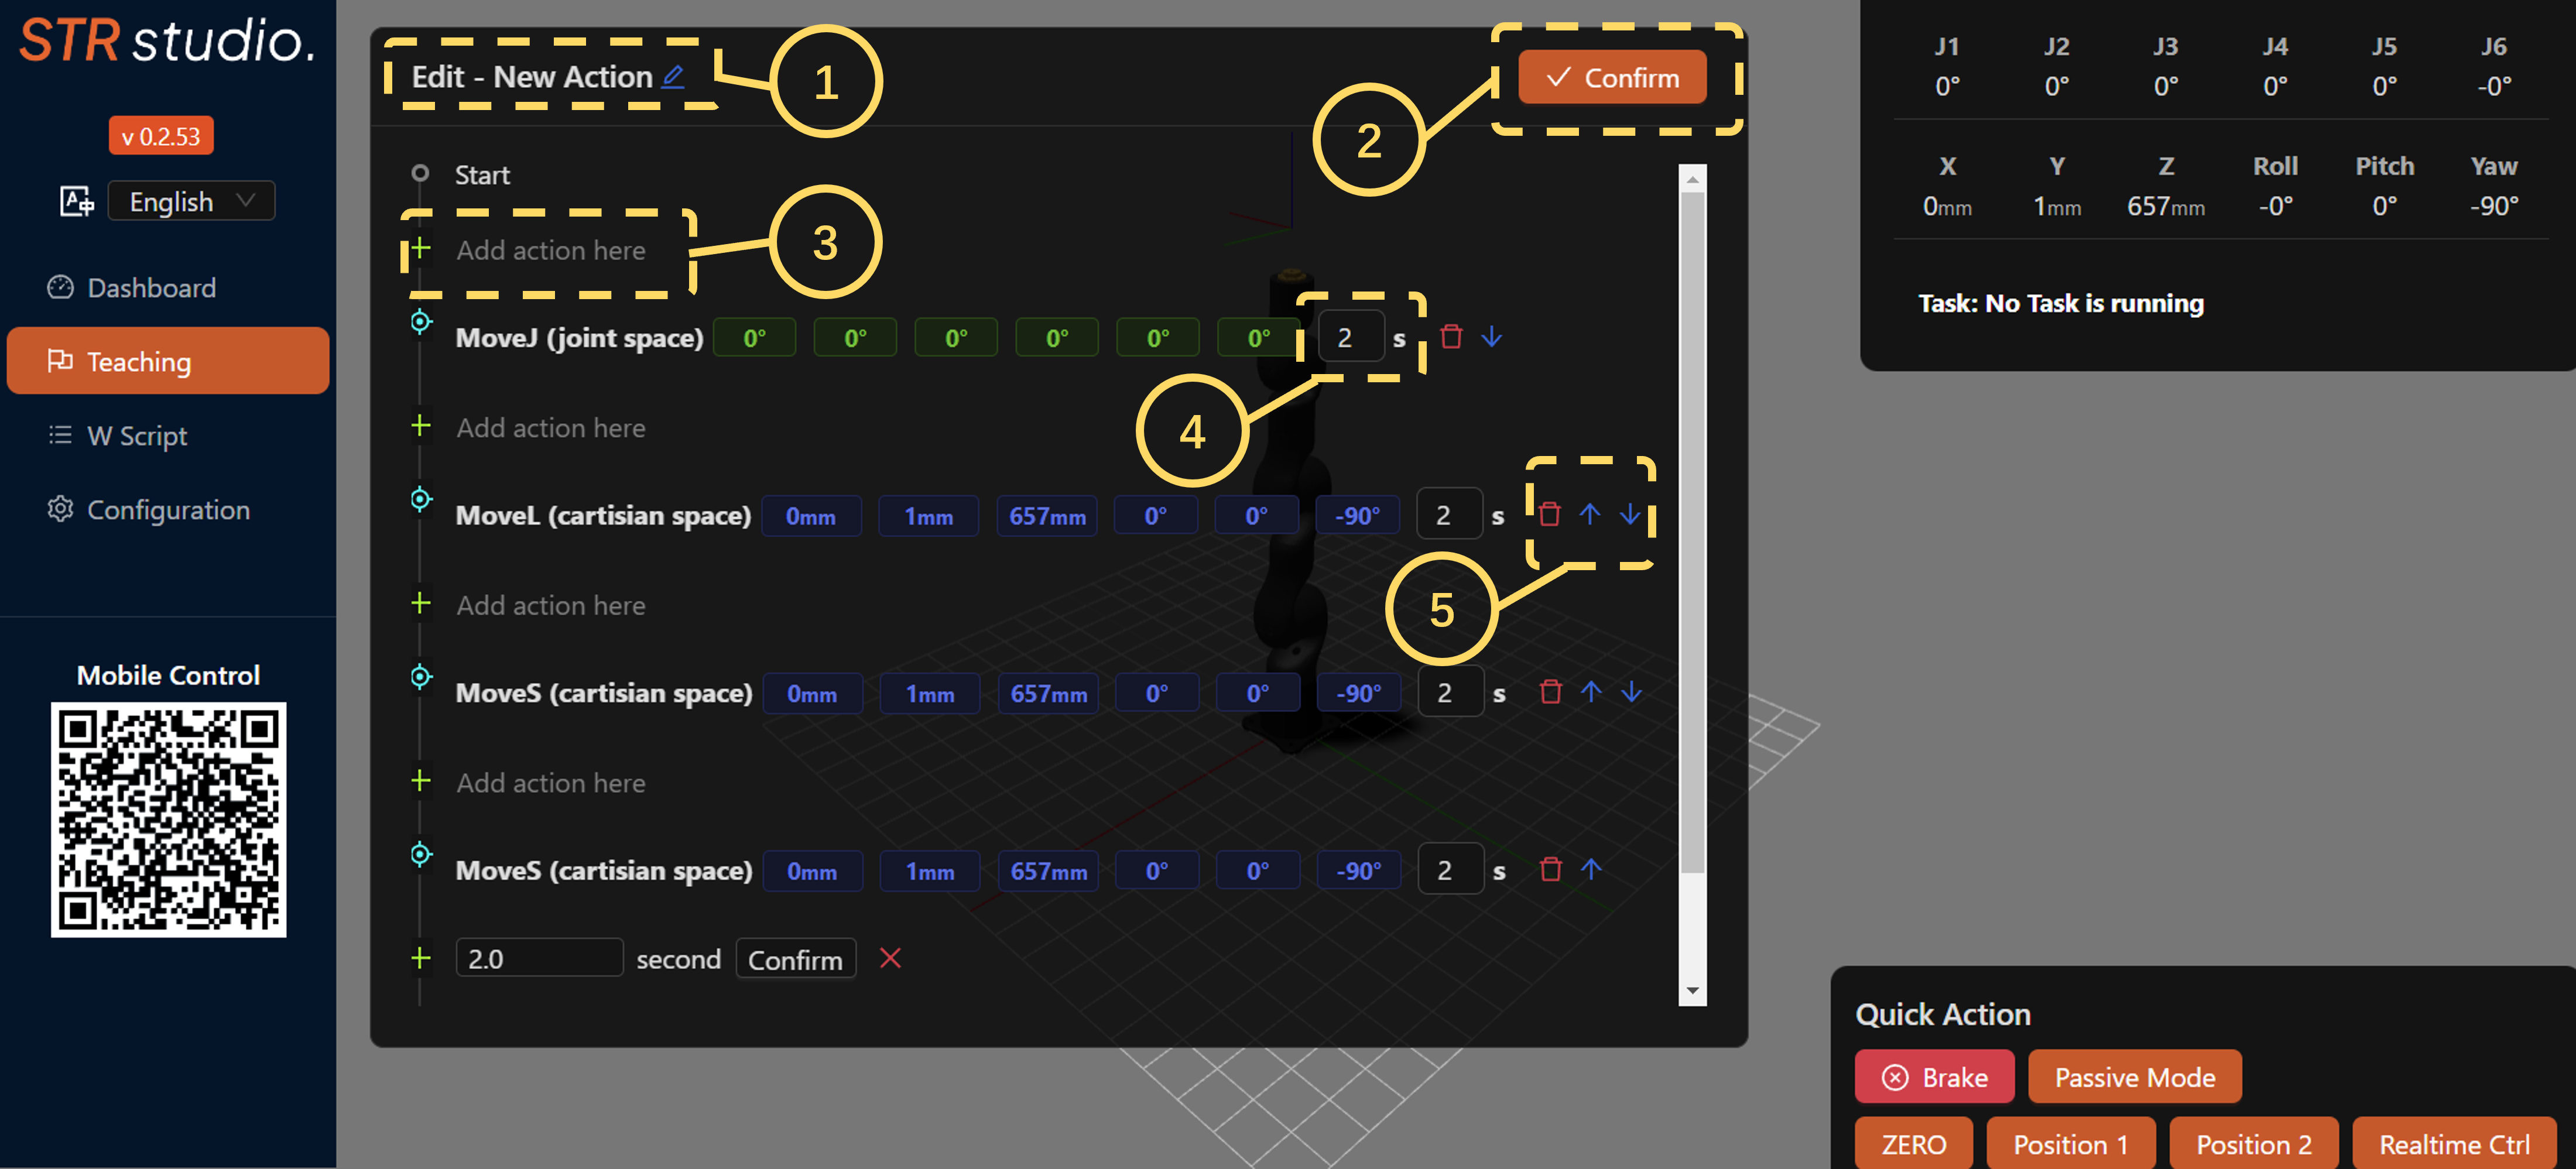 STR studio.
v 0.2.53
English
Dashboard
Teaching
W Script
Configuration
Mobile Control
Edit - New Action
1
Confirm
2
Start
Add action here
3
MoveJ (joint space) 0° 0° 0° 0° 0° 0° 2 s
4
Add action here
MoveL (cartisian space) 0mm 1mm 657mm 0° 0° -90° 2 s
5
Add action here
MoveS (cartisian space) 0mm 1mm 657mm 0° 0° -90° 2 s
Add action here
MoveS (cartisian space) 0mm 1mm 657mm 0° 0° -90° 2 s
2.0 second Confirm
J1 J2 J3 J4 J5 J6
0° 0° 0° 0° 0° -0°
X Y Z Roll Pitch Yaw
0mm 1mm 657mm -0° 0° -90°
Task: No Task is running
Quick Action
Brake Passive Mode
ZERO Position 1 Position 2 Realtime Ctrl